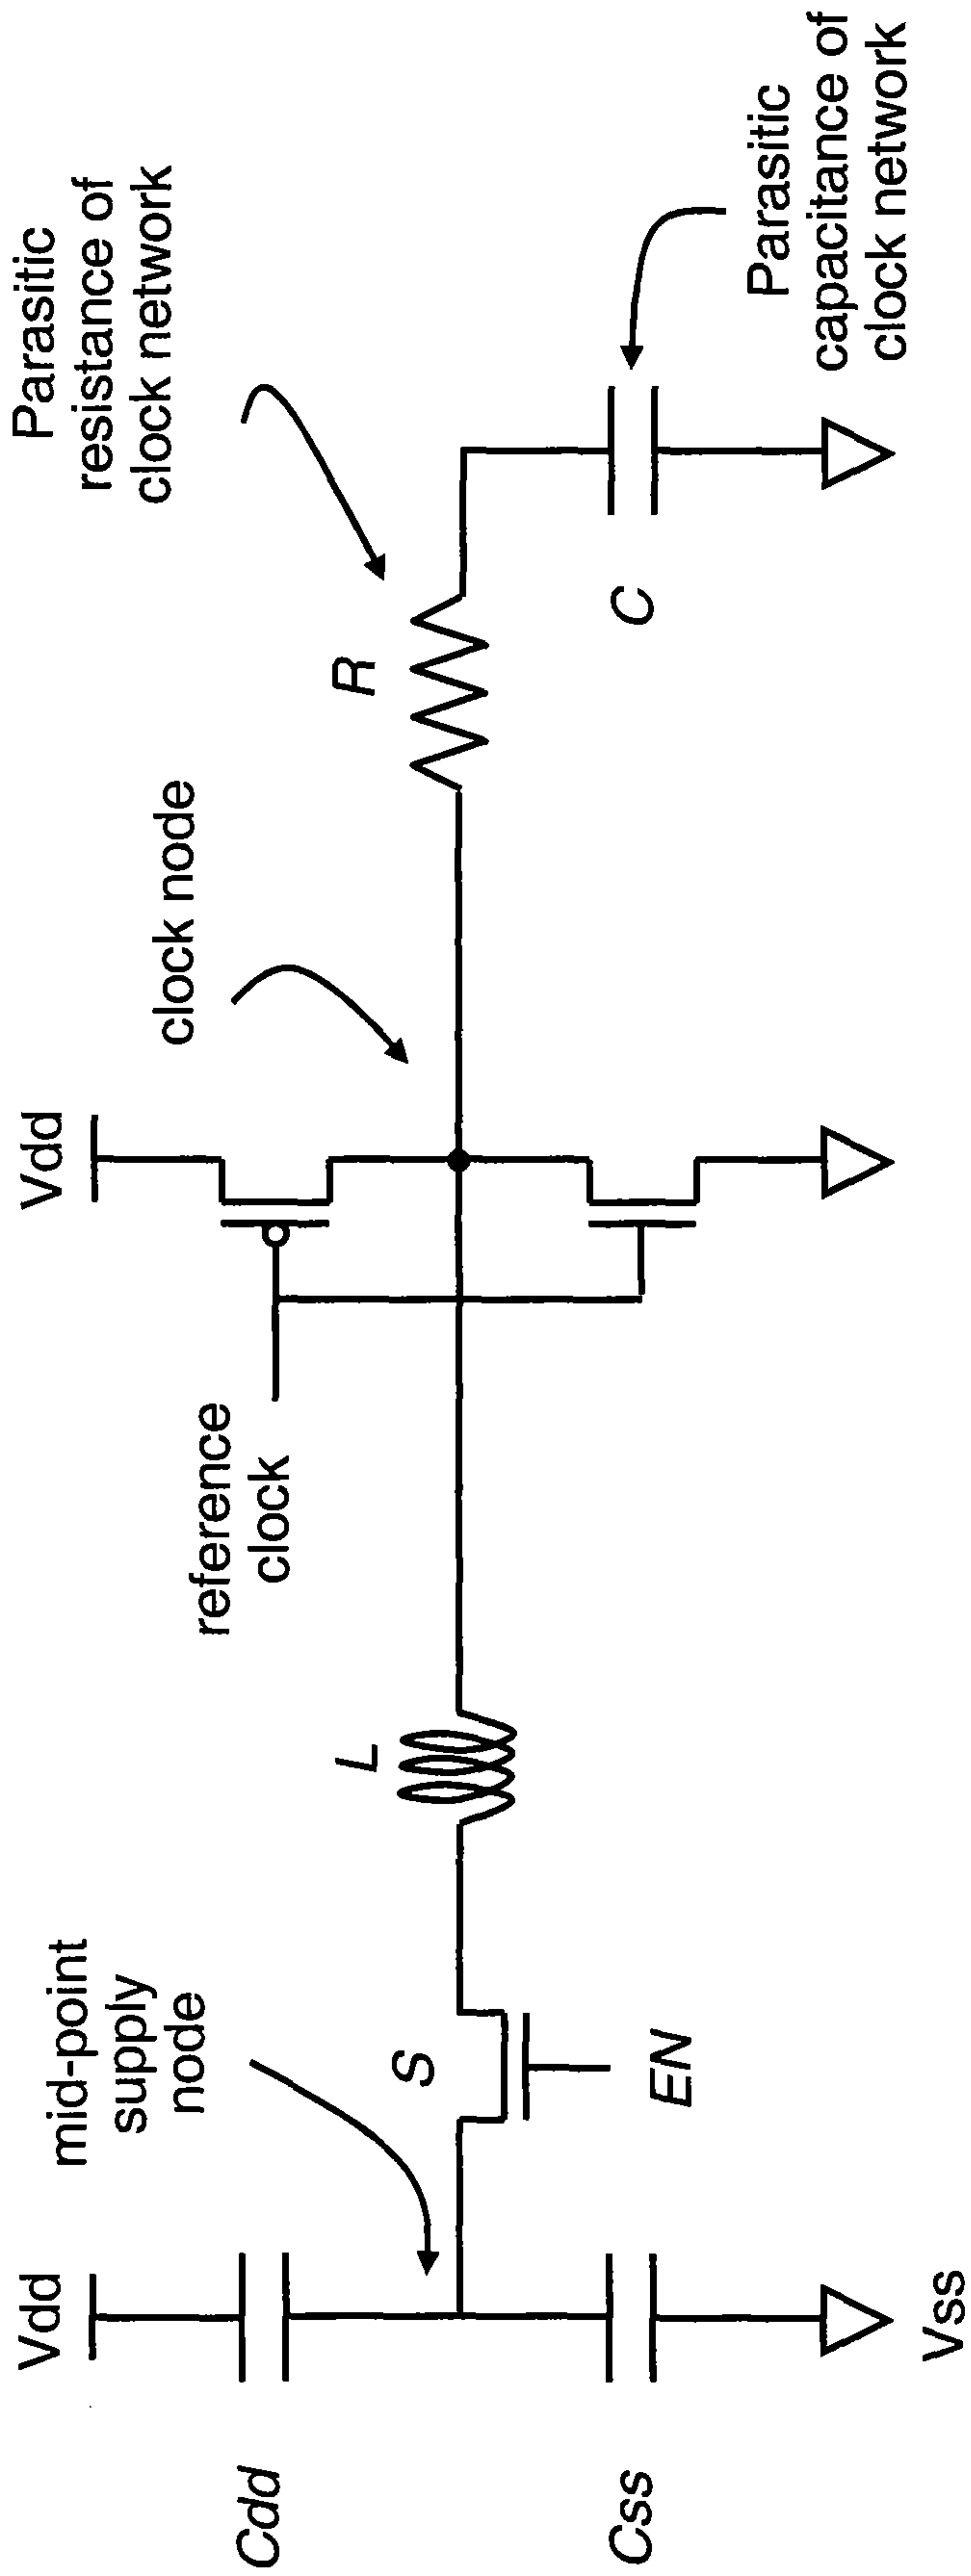 Vdd
Cdd
mid-point
supply
node
S
EN
Css
Vss
L
reference
clock
Vdd
clock node
R
Parasitic
resistance of
clock network
C
Parasitic
capacitance of
clock network